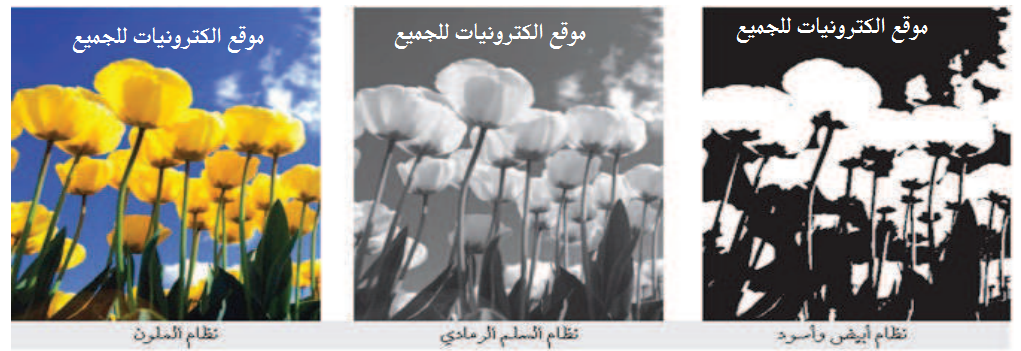 موقع الكترونيات للجميع
موقع الكترونيات للجميع
موقع الكترونيات للجميع
نظام أبيض وأسود
نظام السلم الرمادي
نظام الملون